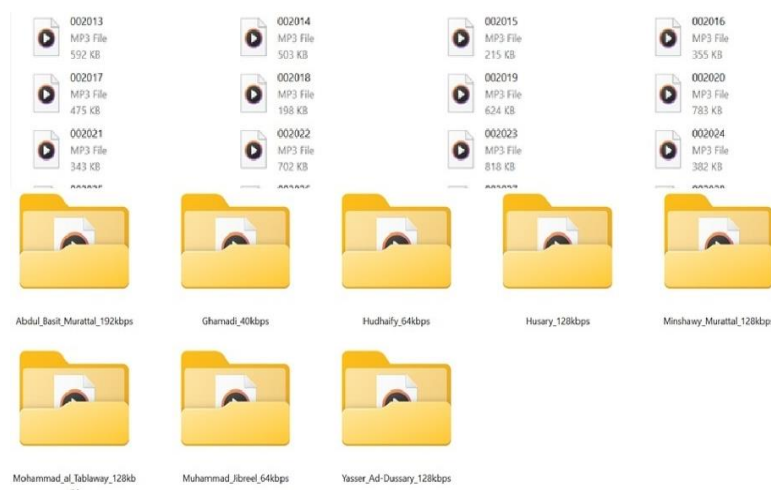 002013
MP3 File
592 KB
002014
MP3 File
503 KB
002015
MP3 File
215 KB
002016
MP3 File
355 KB
002017
MP3 File
475 KB
002018
MP3 File
198 KB
002019
MP3 File
624 KB
002020
MP3 File
783 KB
002021
MP3 File
343 KB
002022
MP3 File
702 KB
002023
MP3 File
818 KB
002024
MP3 File
382 KB
Abdul_Basit_Murattal_192kbps
Ghamadi_40kbps
Hudhaify_64kbps
Husary_128kbps
Minshawy_Murattal_128kbps
Mohammad_al_Tablaway_128kb
Muhammad_Jibreel_64kbps
Yasser_Ad-Dussary_128kbps